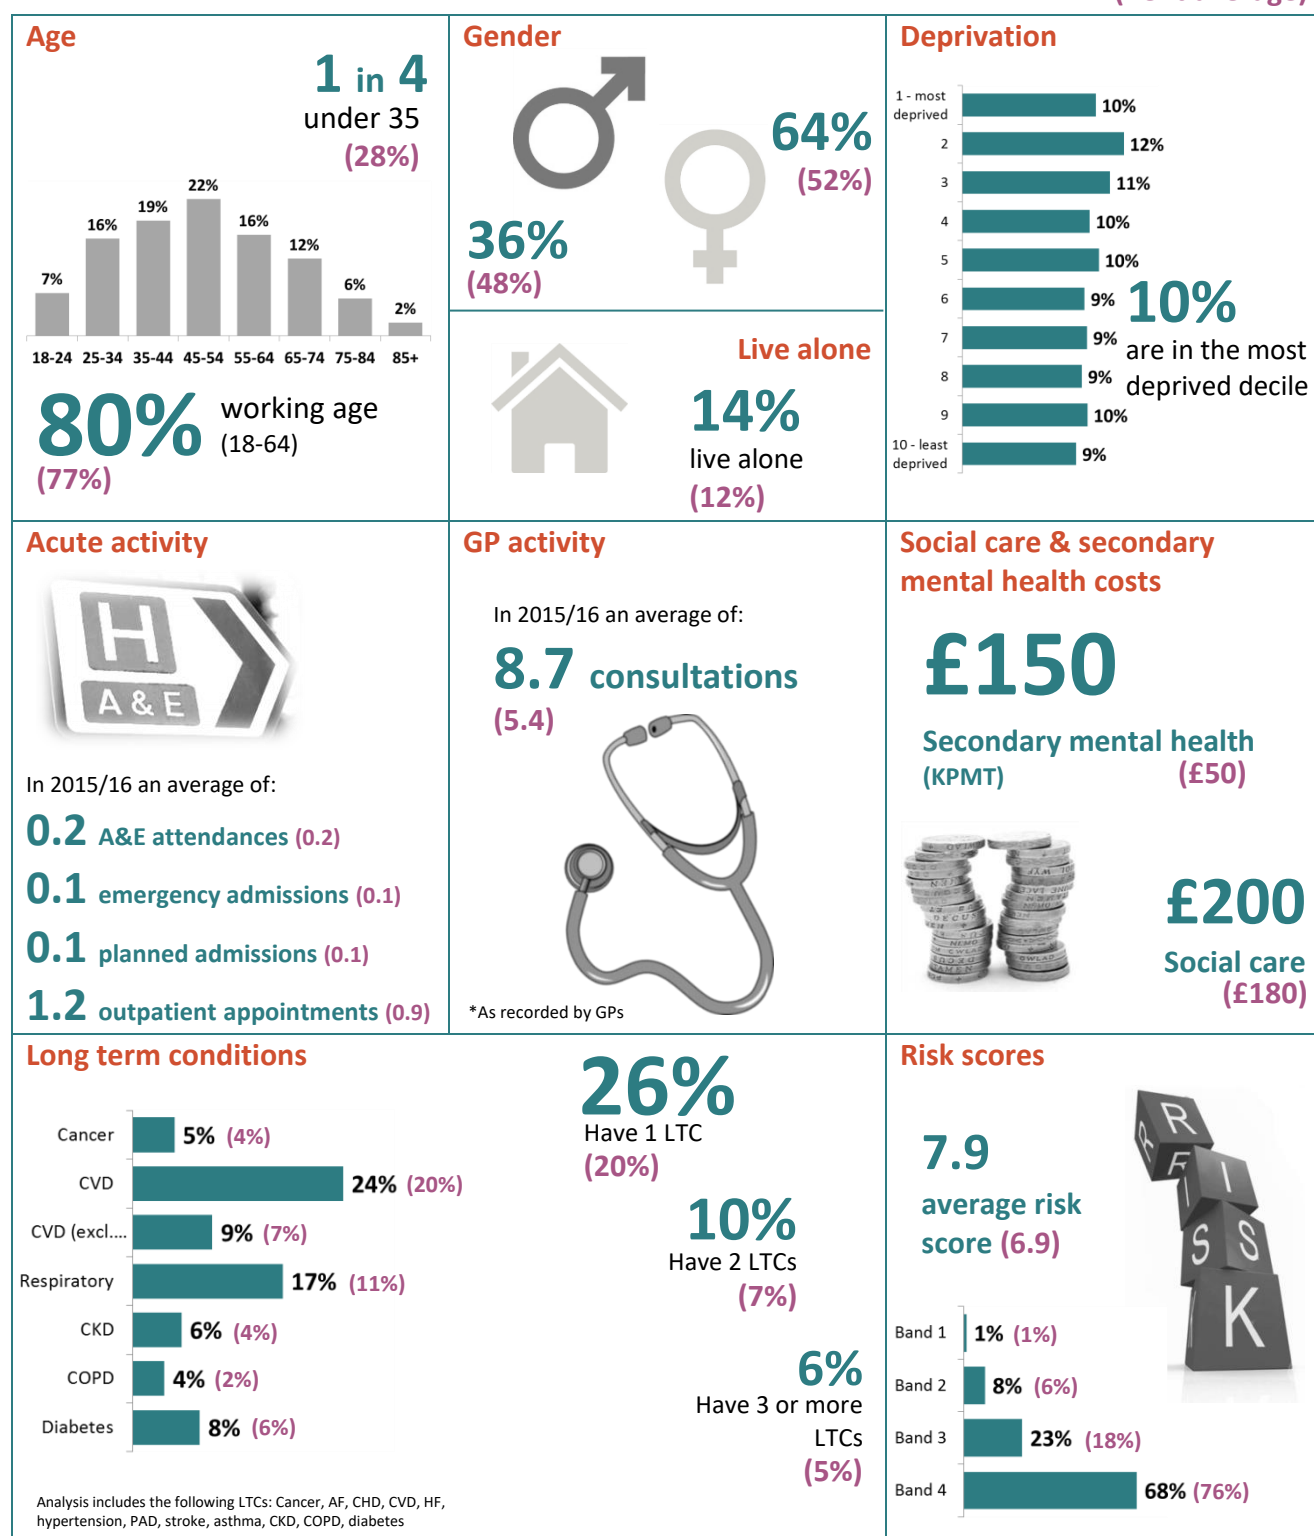 Age
1 in 4
under 35
(28%)
7%
16%
19%
22%
16%
12%
6%
2%
18-24 25-34 35-44 45-54 55-64 65-74 75-84 85+
80% working age
(18-64)
(77%)
Gender
64%
(52%)
36%
(48%)
Live alone
14%
live alone
(12%)
Deprivation
1 - most
deprived
10%
2
12%
3
11%
4
10%
5
10%
6
9%
7
9%
8
9%
9
10%
10 - least
deprived
9%
10%
are in the most
deprived decile
Acute activity
H
A & E
In 2015/16 an average of:
0.2 A&E attendances (0.2)
0.1 emergency admissions (0.1)
0.1 planned admissions (0.1)
1.2 outpatient appointments (0.9)
GP activity
In 2015/16 an average of:
8.7 consultations
(5.4)
*As recorded by GPs
Social care & secondary
mental health costs
£150
Secondary mental health
(KPMT) (£50)
£200
Social care
(£180)
Long term conditions
Cancer 5% (4%)
CVD 24% (20%)
CVD (excl.... 9% (7%)
Respiratory 17% (11%)
CKD 6% (4%)
COPD 4% (2%)
Diabetes 8% (6%)
Analysis includes the following LTCs: Cancer, AF, CHD, CVD, HF,
hypertension, PAD, stroke, asthma, CKD, COPD, diabetes
26%
Have 1 LTC
(20%)
10%
Have 2 LTCs
(7%)
6%
Have 3 or more
LTCs
(5%)
Risk scores
7.9
average risk
score (6.9)
R
I
S S
K
Band 1 1% (1%)
Band 2 8% (6%)
Band 3 23% (18%)
Band 4 68% (76%)